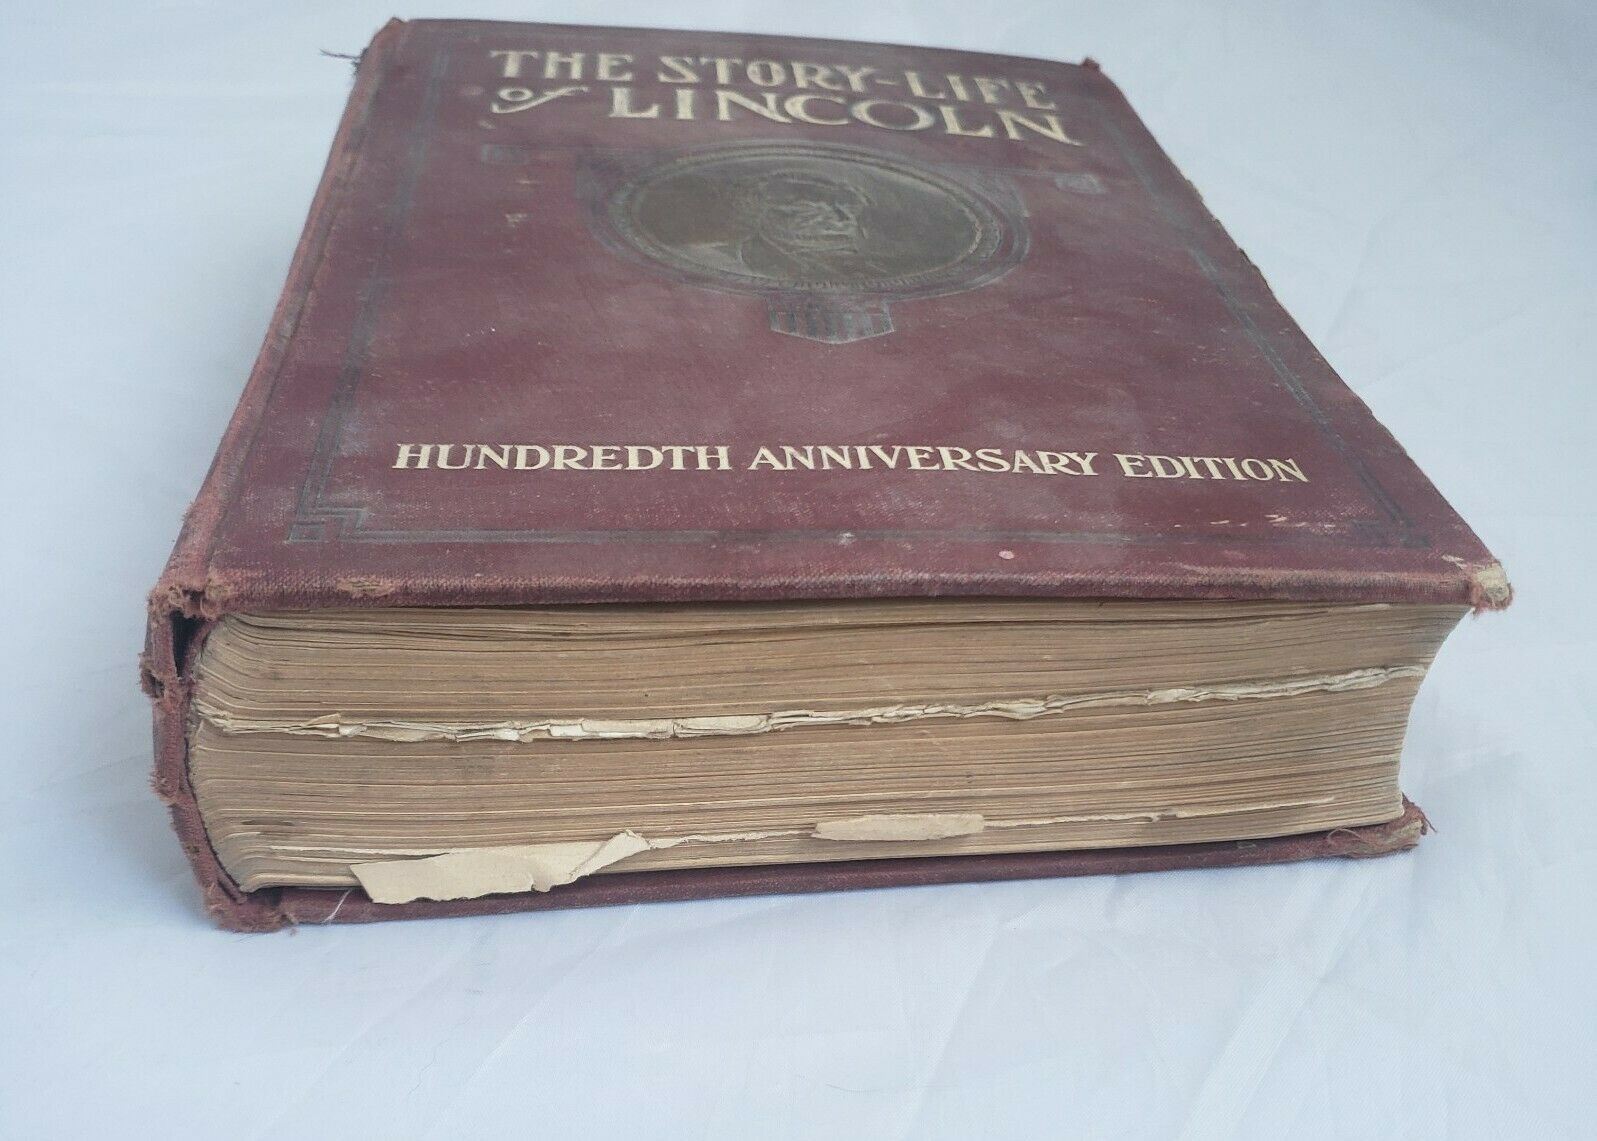 THE STORY-LIFE
of LINCOLN
HUNDREDTH ANNIVERSARY EDITION